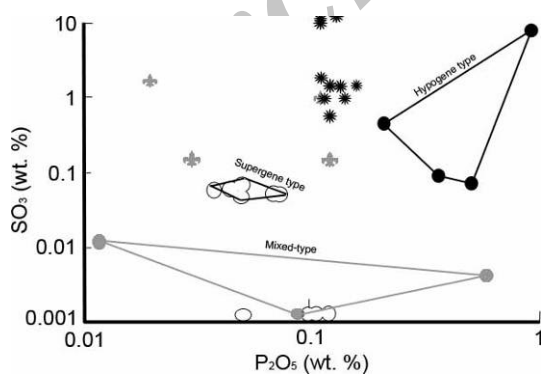 10
1
0.1
0.01
0.001
SO₃ (wt. %)
Hypogene type
Supergene type
Mixed-type
0.01
0.1
1
P₂O₅ (wt. %)